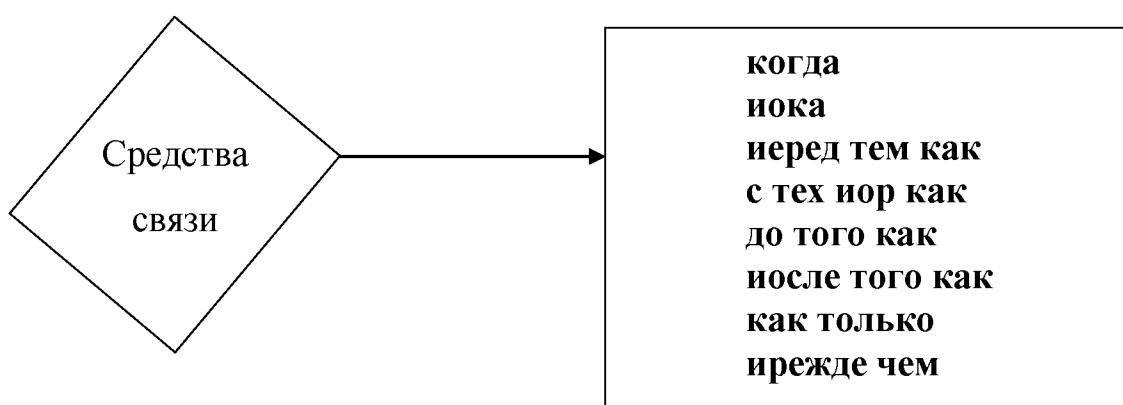 Средства
связи
когда
иока
иеред тем как
с тех иор как
до того как
иосле того как
как только
ирежде чем